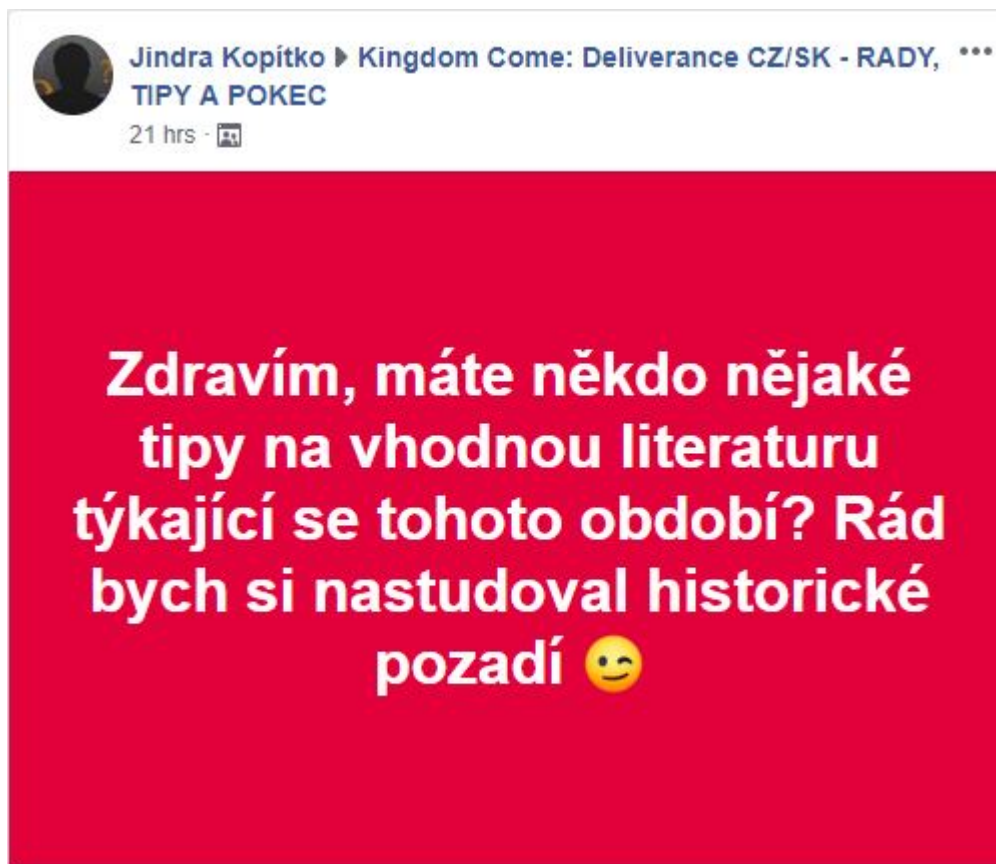 Jindra Kopítko ▶ Kingdom Come: Deliverance CZ/SK - RADY,
TIPY A POKEC
21 hrs ·
Zdravím, máte někdo nějaké
tipy na vhodnou literaturu
týkající se tohoto období? Rád
bych si nastudoval historické
pozadí 😉